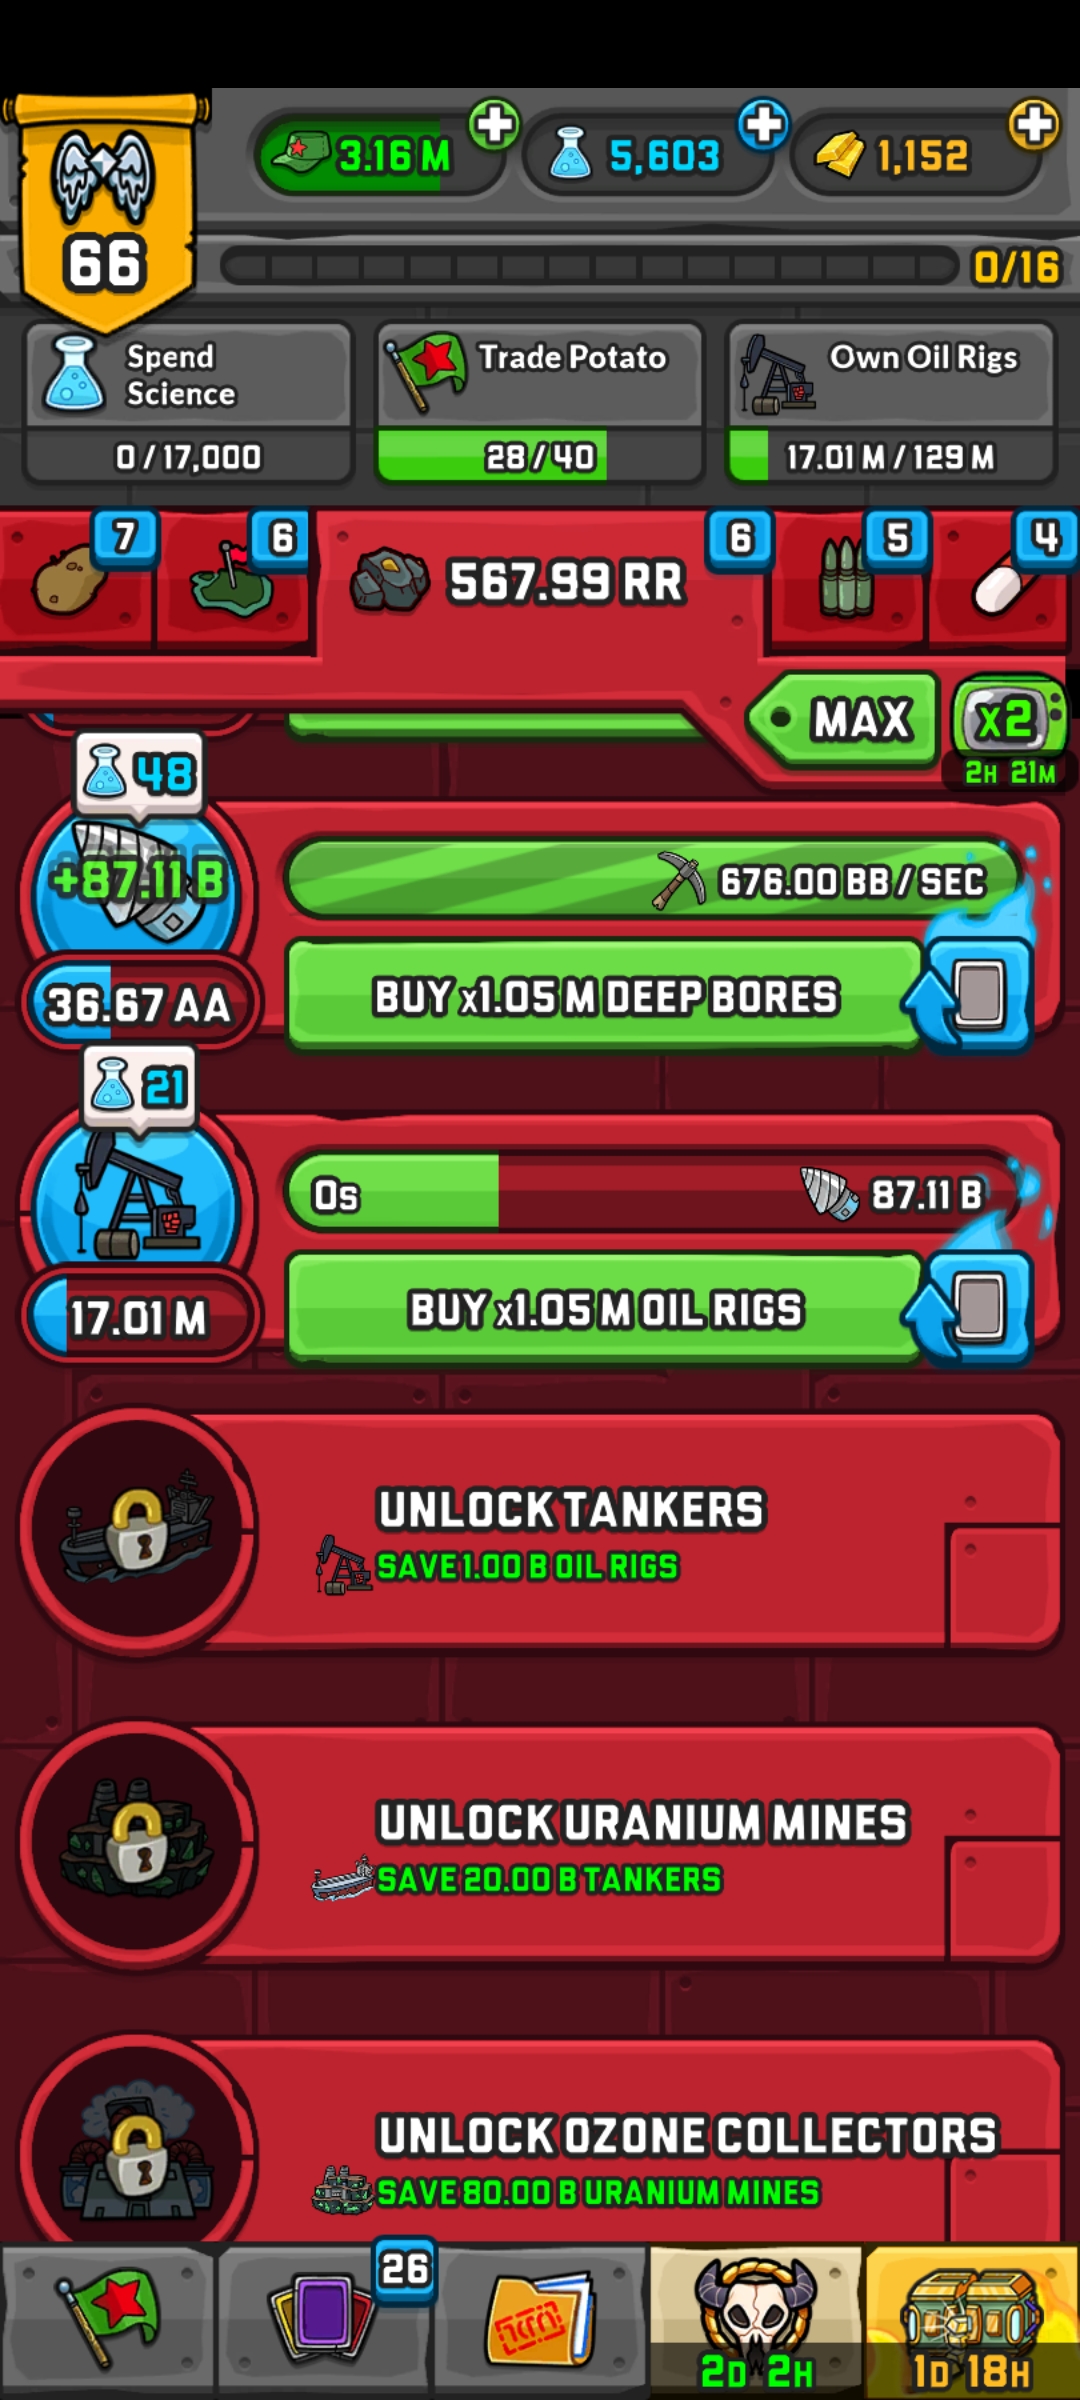 3.16 M
5,603
1,152
66
0/16
Spend
Science
0 / 17,000
Trade Potato
28 / 40
Own Oil Rigs
17.01 M / 129 M
7
6
567.99 RR
6
5
4
MAX
x2
2H 21M
48
+87.11 B
676.00 BB / SEC
36.67 AA
BUY x1.05 M DEEP BORES
21
0s
87.11 B
17.01 M
BUY x1.05 M OIL RIGS
UNLOCK TANKERS
SAVE 1.00 B OIL RIGS
UNLOCK URANIUM MINES
SAVE 20.00 B TANKERS
UNLOCK OZONE COLLECTORS
SAVE 80.00 B URANIUM MINES
26
2D 2H
1D 18H